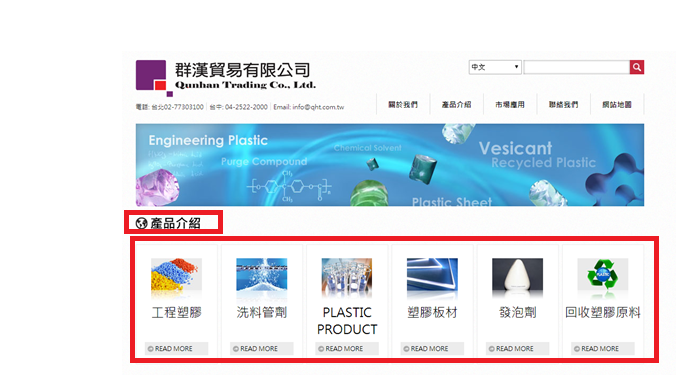 群漢貿易有限公司
Qunhan Trading Co., Ltd.
電話: 台北02-77303100 | 台中: 04-2522-2000 | Email: info@qht.com.tw
中文
關於我們
產品介紹
市場應用
聯絡我們
網站地圖
Engineering Plastic
Purge Compound
Chemical Solvent
Vesicant
Recycled Plastic
Plastic Sheet
CH₃
CH₃
產品介紹
工程塑膠
洗料管劑
PLASTIC
PRODUCT
塑膠板材
發泡劑
回收塑膠原料
READ MORE
READ MORE
READ MORE
READ MORE
READ MORE
READ MORE